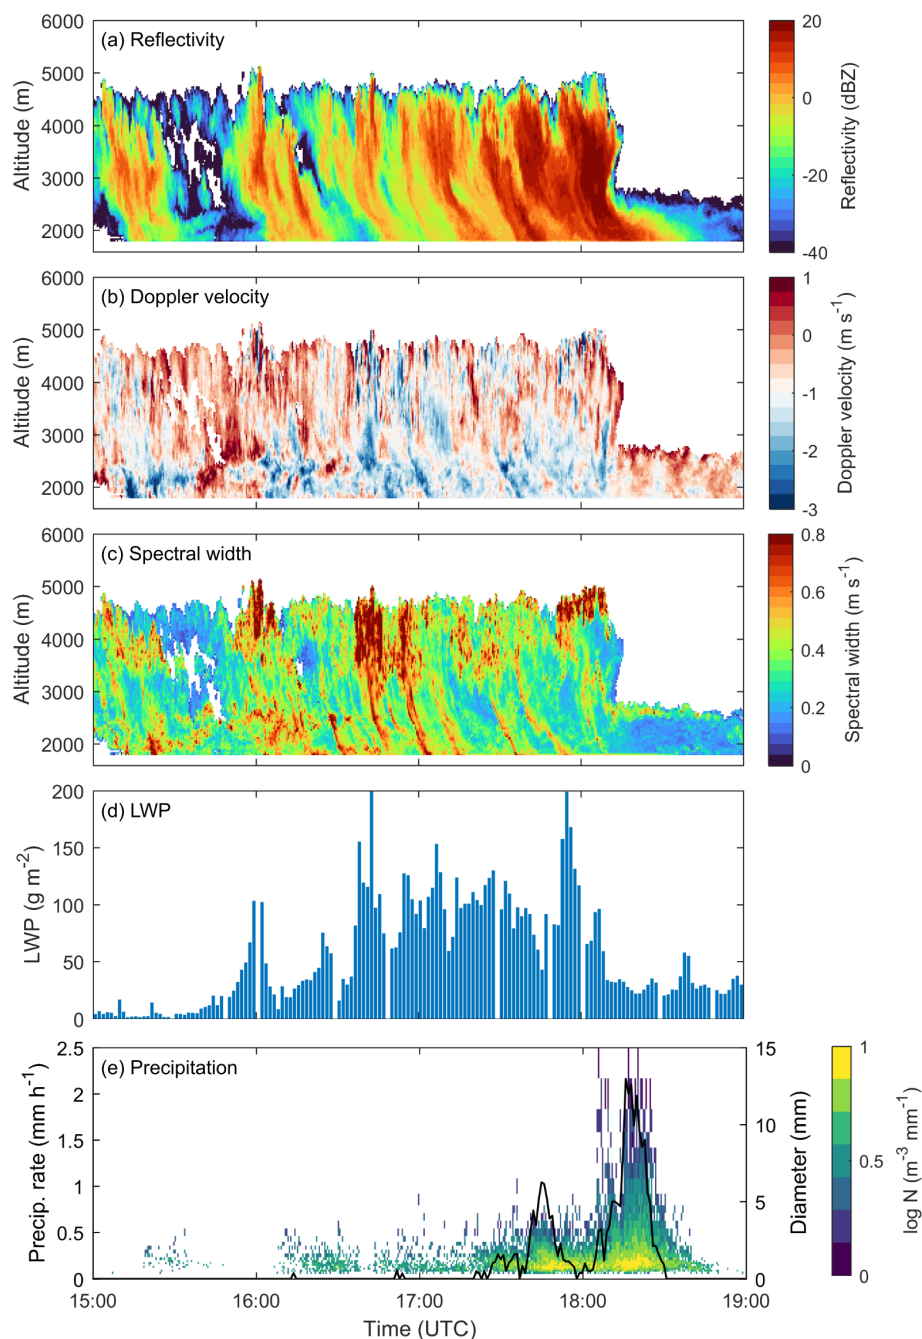 (a) Reflectivity
6000
5000
4000
3000
2000
Altitude (m)
20
0
-20
-40
Reflectivity (dBZ)
(b) Doppler velocity
6000
5000
4000
3000
2000
Altitude (m)
1
0
-1
-2
-3
Doppler velocity (m s⁻¹)
(c) Spectral width
6000
5000
4000
3000
2000
Altitude (m)
0.8
0.6
0.4
0.2
0
Spectral width (m s⁻¹)
(d) LWP
200
150
100
50
0
LWP (g m⁻²)
(e) Precipitation
2.5
2
1.5
1
0.5
0
Precip. rate (mm h⁻¹)
15
10
5
0
Diameter (mm)
1
0.5
0
log N (m⁻³ mm⁻¹)
15:00 16:00 17:00 18:00 19:00
Time (UTC)